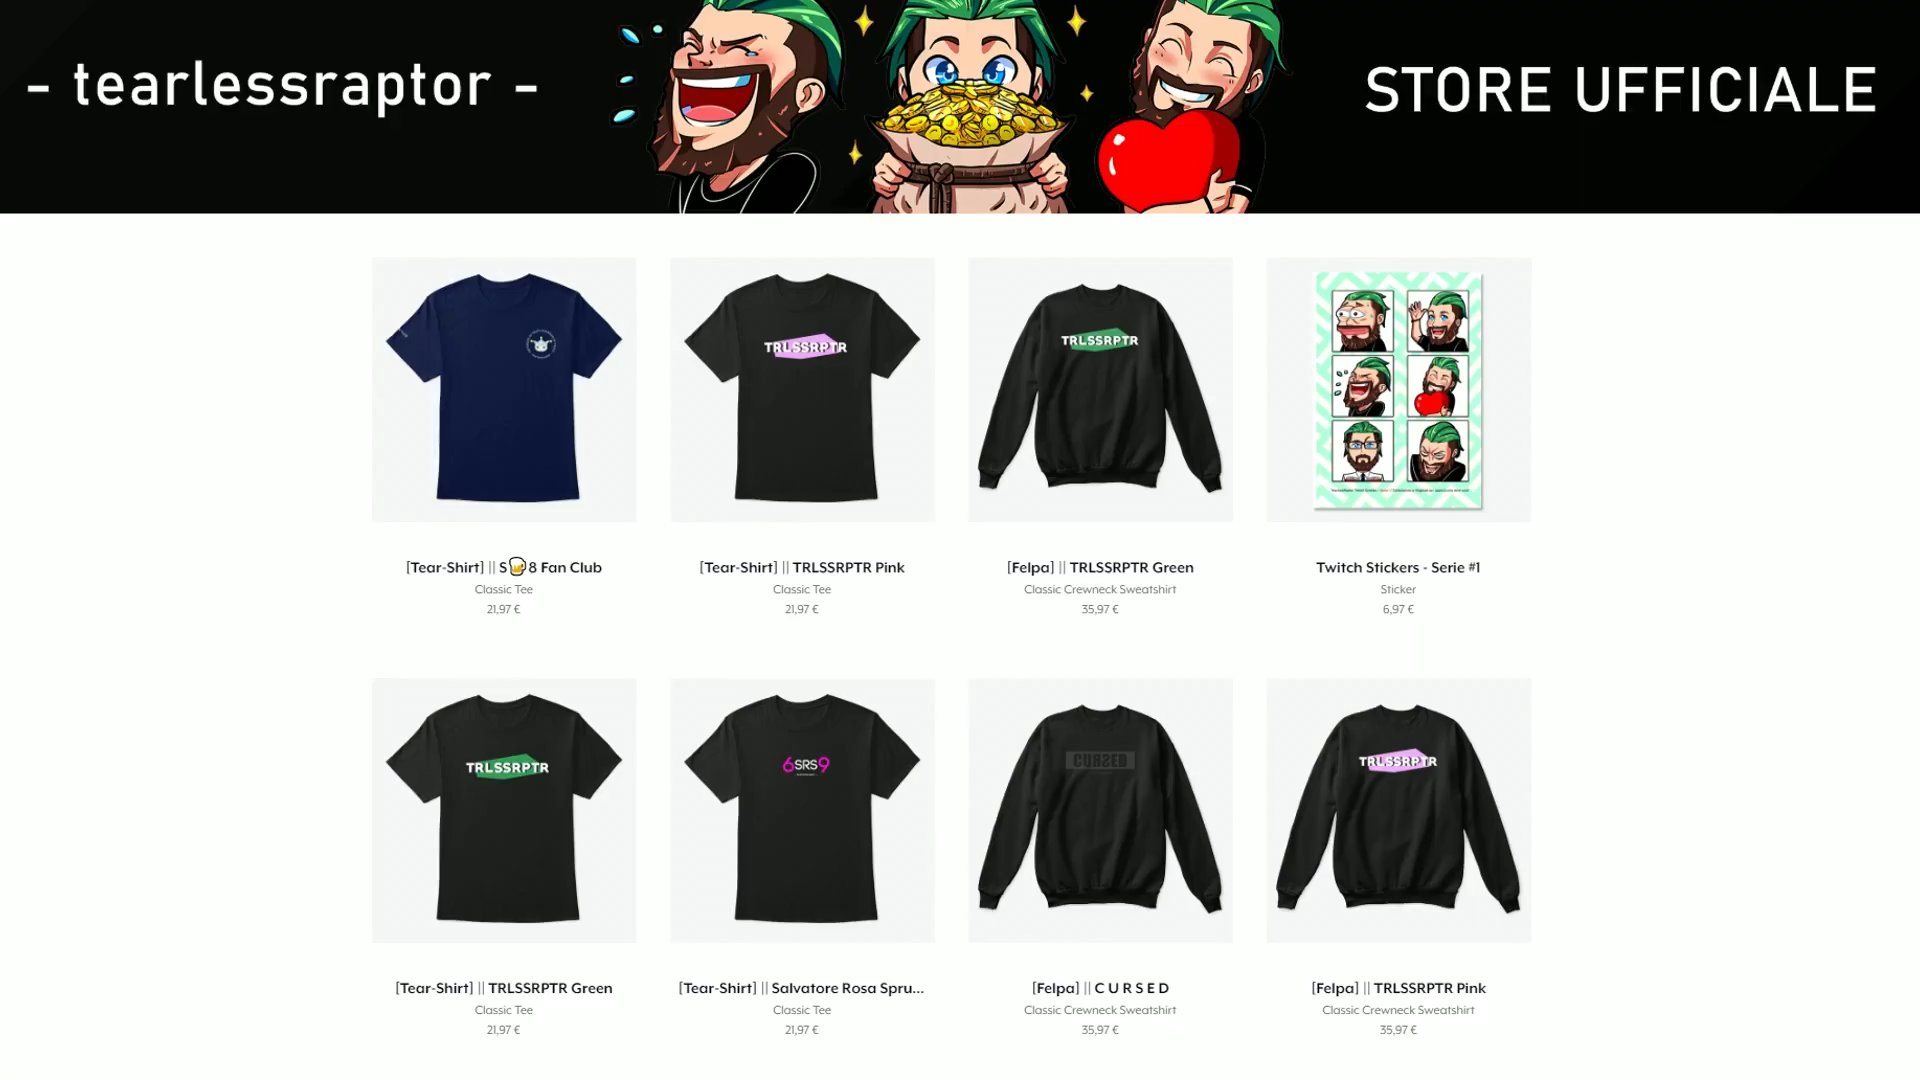 - tearlessraptor -
STORE UFFICIALE
TRLSSRPTR
TRLSSRPTR
[Tear-Shirt] || S🍺8 Fan Club
Classic Tee
21,97 €
[Tear-Shirt] || TRLSSRPTR Pink
Classic Tee
21,97 €
[Felpa] || TRLSSRPTR Green
Classic Crewneck Sweatshirt
35,97 €
Twitch Stickers - Serie #1
Sticker
6,97 €
TRLSSRPTR
6SRS9
CURSED
TRLSSRPTR
[Tear-Shirt] || TRLSSRPTR Green
Classic Tee
21,97 €
[Tear-Shirt] || Salvatore Rosa Spru...
Classic Tee
21,97 €
[Felpa] || C U R S E D
Classic Crewneck Sweatshirt
35,97 €
[Felpa] || TRLSSRPTR Pink
Classic Crewneck Sweatshirt
35,97 €